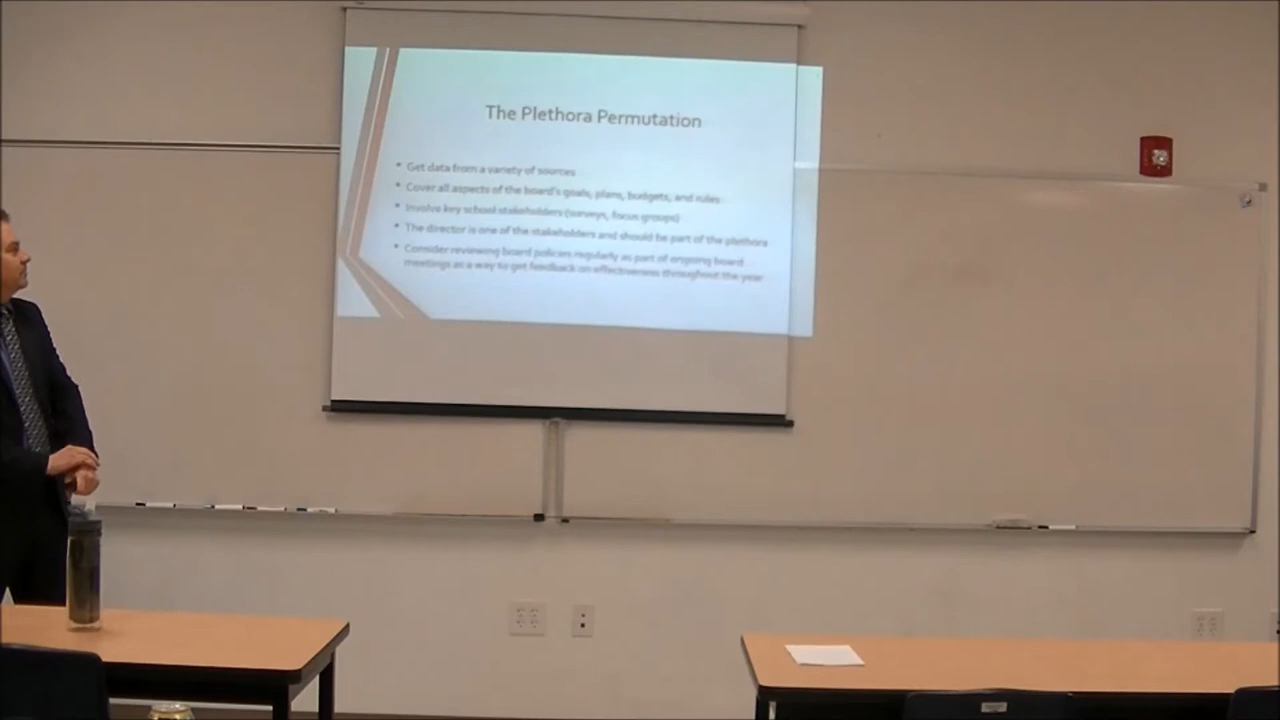 The Plethora Permutation
• Get data from a variety of sources
• Cover all aspects of the board's goals, plans, budgets, and rules
• Involve key school stakeholders (surveys, focus groups)
• The director is one of the stakeholders and should be part of the plethora
• Consider reviewing board policies regularly as part of ongoing board
meetings as a way to get feedback on effectiveness throughout the year